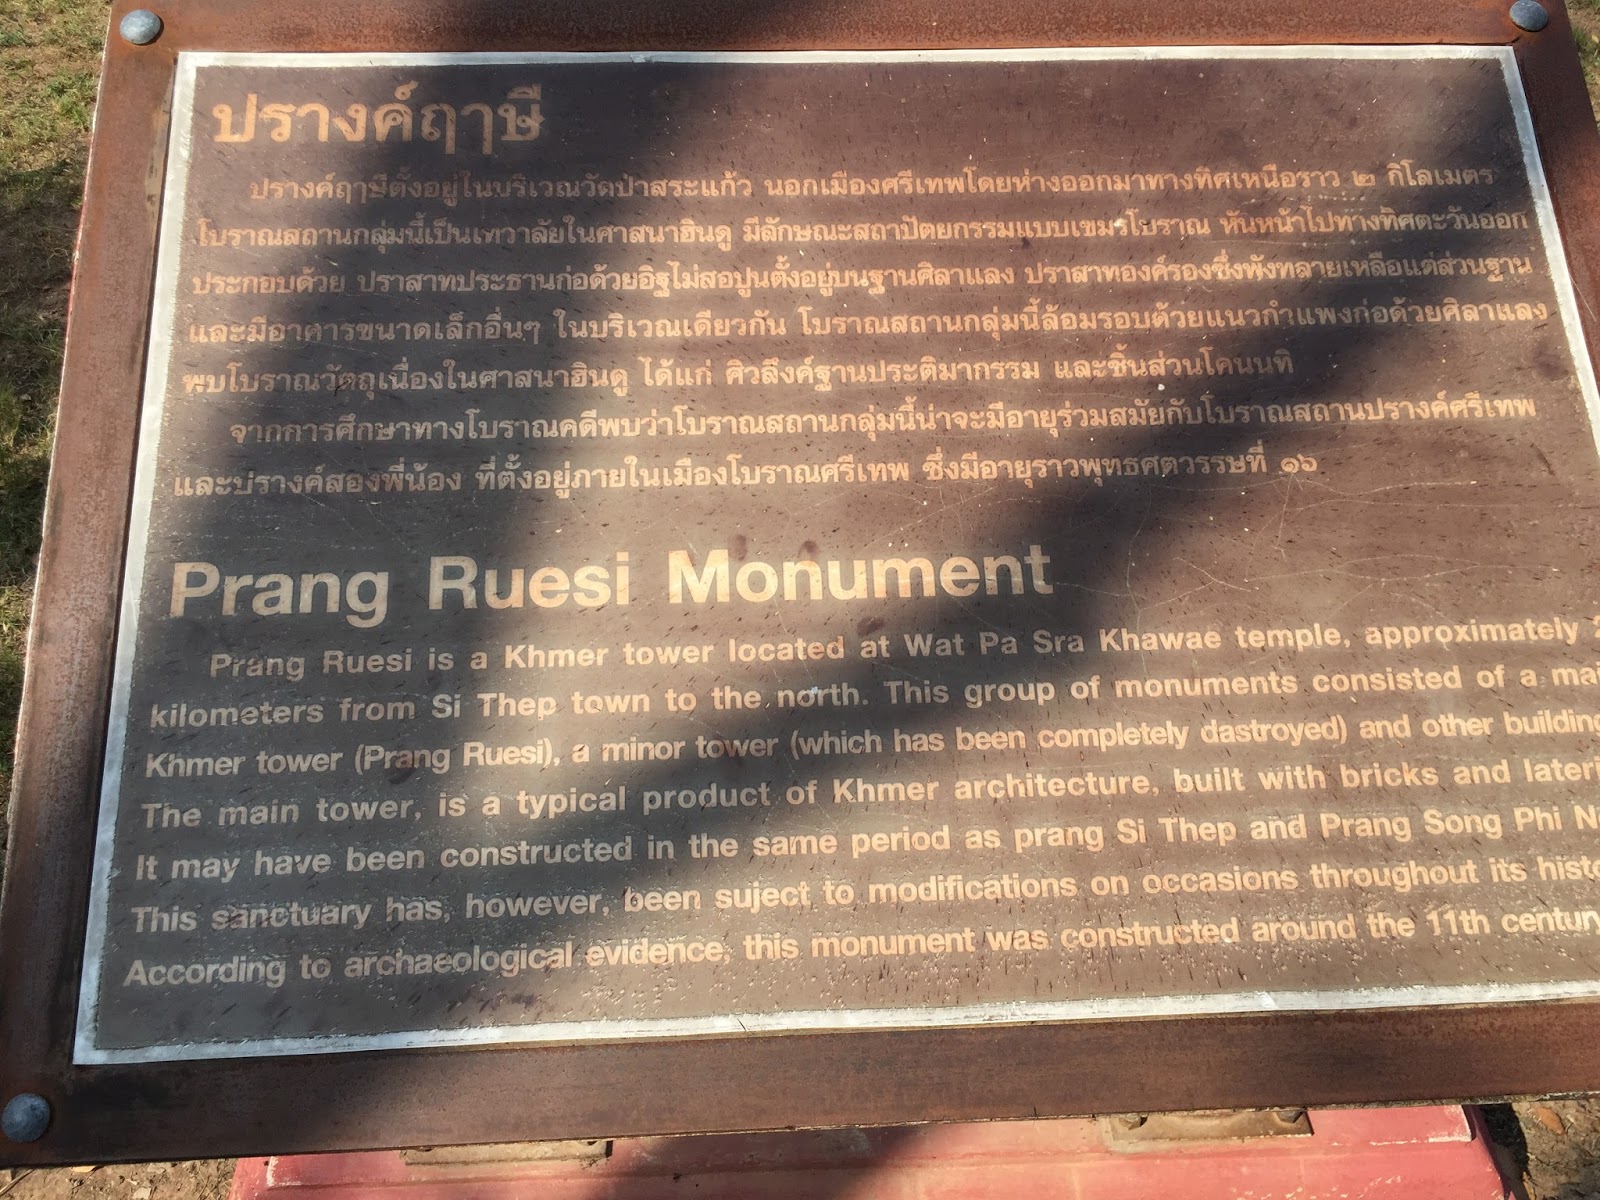 ปรางค์ฤๅษี
ปรางค์ฤๅษีตั้งอยู่ในบริเวณวัดป่าสระแก้ว นอกเมืองศรีเทพโดยห่างออกมาทางทิศเหนือราว ๒ กิโลเมตร
โบราณสถานกลุ่มนี้เป็นเทวาลัยในศาสนาฮินดู มีลักษณะสถาปัตยกรรมแบบเขมรโบราณ หันหน้าไปทางทิศตะวันออก
ประกอบด้วย ปราสาทประธานก่อด้วยอิฐไม่สอปูนตั้งอยู่บนฐานศิลาแลง ปราสาทองค์รองซึ่งพังทลายเหลือแต่ส่วนฐาน
และมีอาคารขนาดเล็กอื่นๆ ในบริเวณเดียวกัน โบราณสถานกลุ่มนี้ล้อมรอบด้วยแนวกำแพงก่อด้วยศิลาแลง
พบโบราณวัตถุเนื่องในศาสนาฮินดู ได้แก่ ศิวลึงค์ฐานประติมากรรม และชิ้นส่วนโคนนทิ
จากการศึกษาทางโบราณคดีพบว่าโบราณสถานกลุ่มนี้น่าจะมีอายุร่วมสมัยกับโบราณสถานปรางค์ศรีเทพ
และปรางค์สองพี่น้อง ที่ตั้งอยู่ภายในเมืองโบราณศรีเทพ ซึ่งมีอายุราวพุทธศตวรรษที่ ๑๖
Prang Ruesi Monument
Prang Ruesi is a Khmer tower located at Wat Pa Sra Khawae temple, approximately
kilometers from Si Thep town to the north. This group of monuments consisted of a
Khmer tower (Prang Ruesi), a minor tower (which has been completely dastroyed) and other
The main tower, is a typical product of Khmer architecture, built with bricks and
It may have been constructed in the same period as prang Si Thep and Prang Song Phi
This sanctuary has, however, been suject to modifications on occasions throughout its
According to archaeological evidence, this monument was constructed around the 11th century